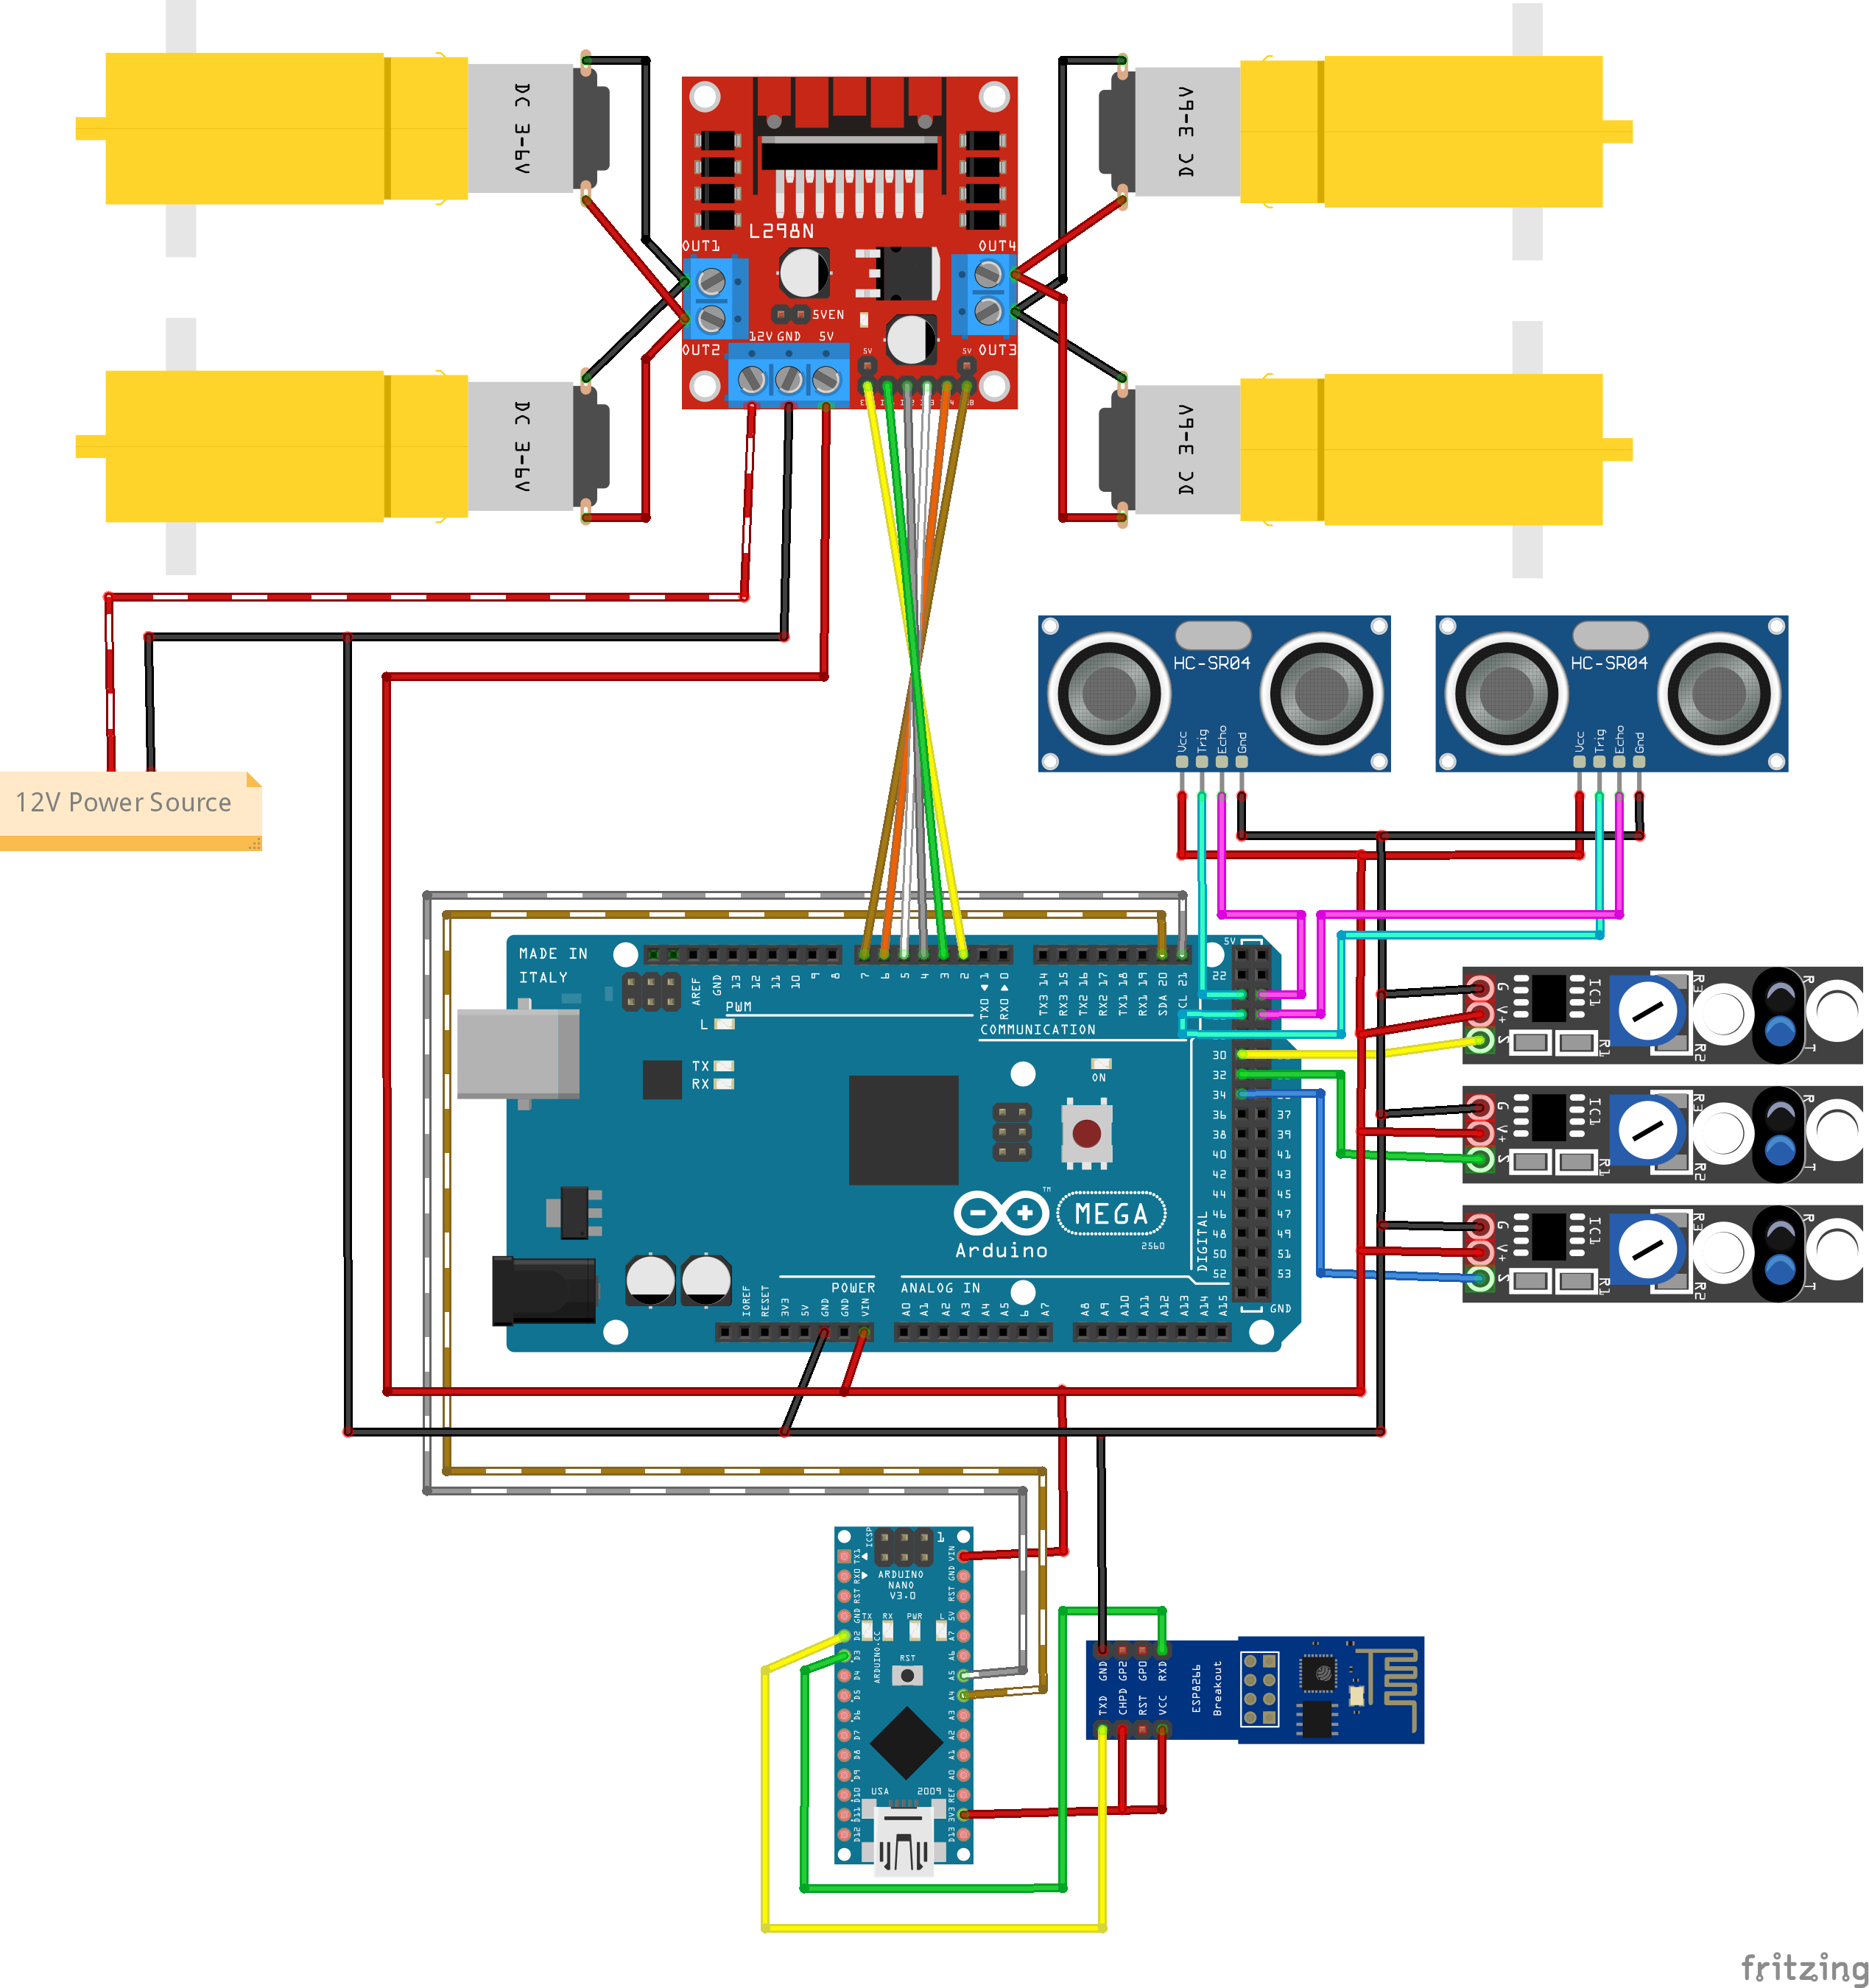 DC 3-6V
DC 3-6V
DC 3-6V
DC 3-6V
L298N
OUT1
OUT4
5VEN
12V GND 5V
OUT2
OUT3
5V
5V
12V Power Source
HC-SR04
Vcc
Trig
Echo
Gnd
HC-SR04
Vcc
Trig
Echo
Gnd
MADE IN
ITALY
AREF
GND
13
12
11
10
9
8
7
6
5
4
3
2
TX0 1
RX0 0
TX3 14
RX3 15
TX2 16
RX2 17
TX1 18
RX1 19
SDA 20
PWM
L
COMMUNICATION
TX
RX
ON
5V
22
30
32
34
36 37
38 39
40 41
42 43
44 45
46 47
48 49
50 51
52 53
GND
DIGITAL
TM
MEGA
2560
Arduino
POWER
ANALOG IN
IOREF
RESET
3V3
5V
GND
GND
VIN
A0
A1
A2
A3
A4
A5
A7
A8
A9
A10
A11
A12
A13
A14
A15
G
V+
S
IC1
R1
R2
R
T
G
V+
S
IC1
R1
R2
T
G
V+
S
IC1
R1
R2
T
ICSP
1
ARDUINO
NANO
V3.0
TX
RX
PWR
L
RST
ARDUINO.CC
TX1
RX0
RST
GND
D2
D3
D4
D5
D6
D7
D8
D9
D10
D11
D12
VIN
GND
RST
5V
A7
A6
A5
A4
A3
A2
A1
A0
REF
3V3
D13
USA
2009
GND
GP2
GP0
RXD
TXD
CHPD
RST
VCC
ESP8266
Breakout
fritzing